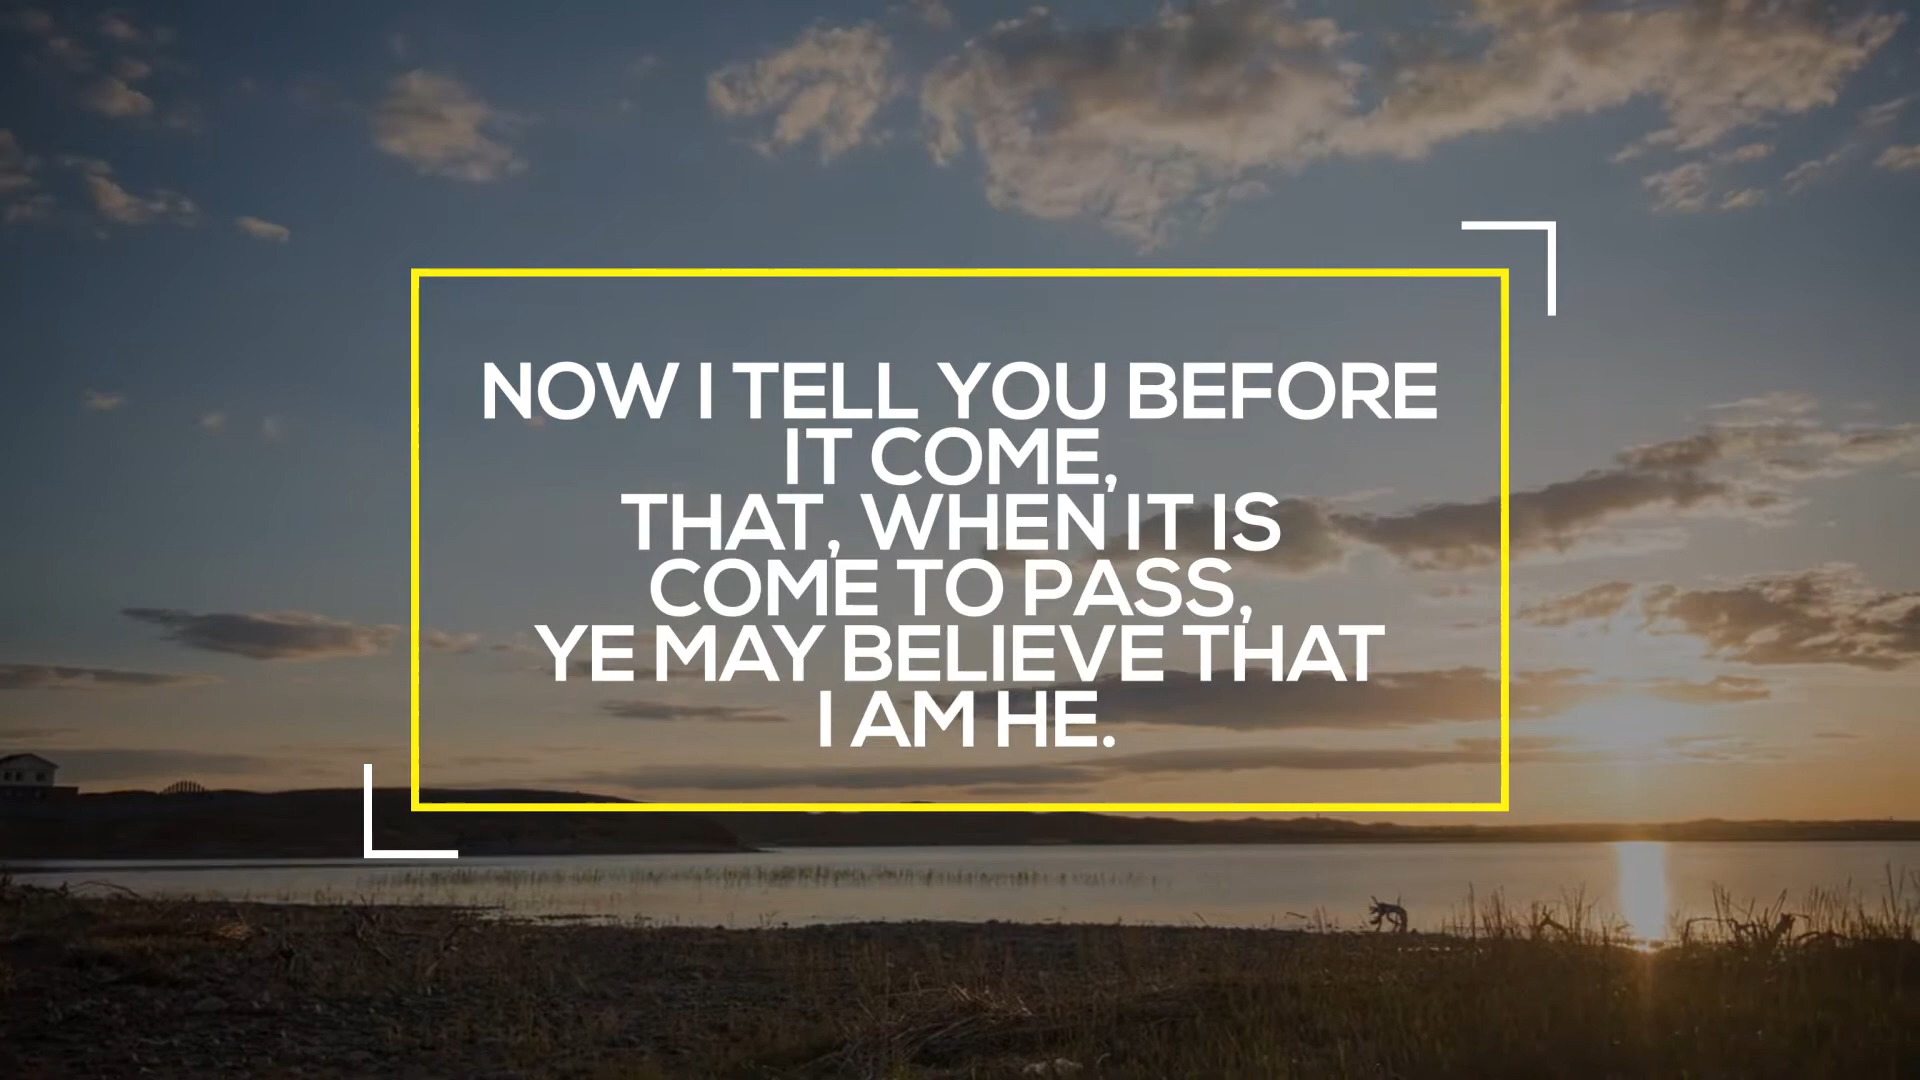 NOW I TELL YOU BEFORE
IT COME,
THAT, WHEN IT IS
COME TO PASS,
YE MAY BELIEVE THAT
I AM HE.